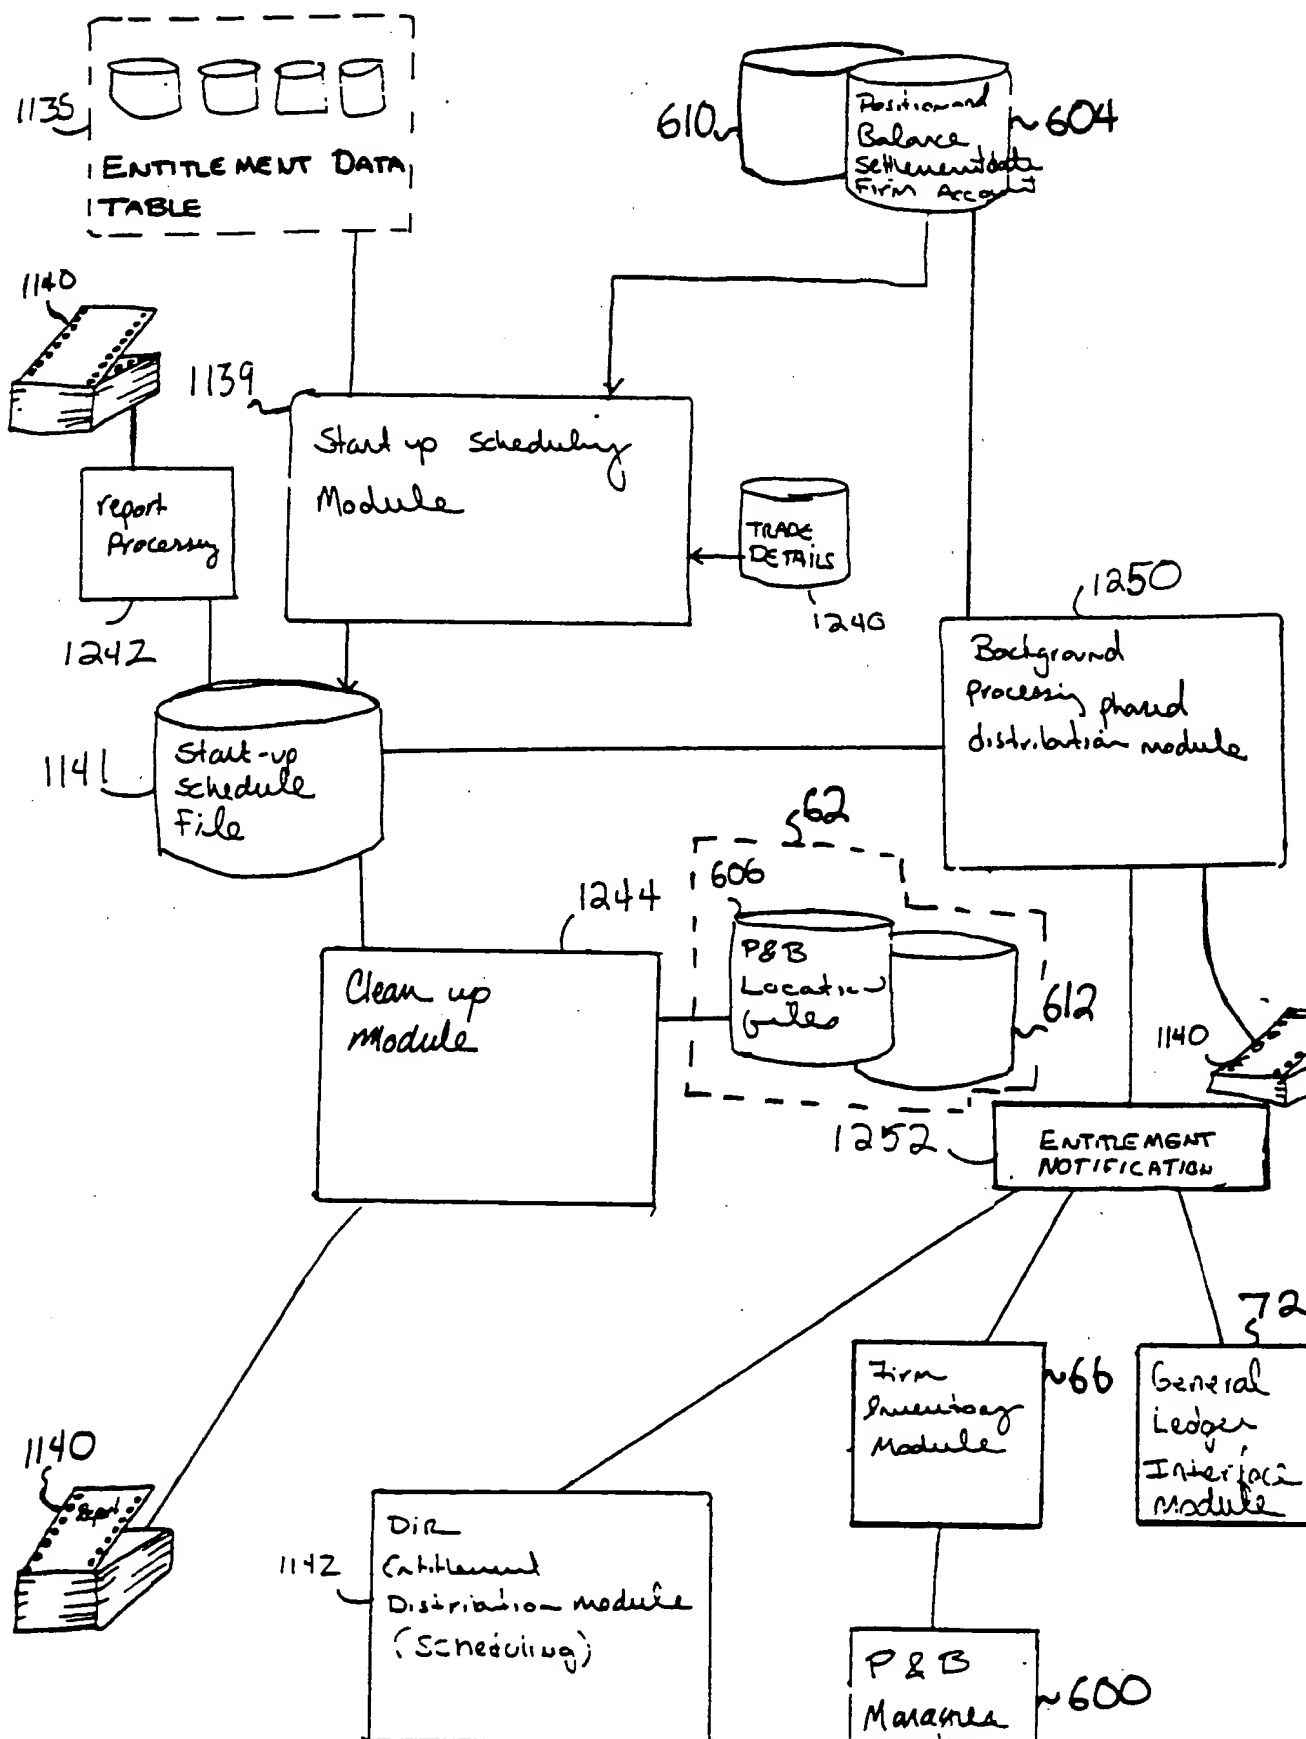 1135
ENTITLEMENT DATA
TABLE
610
604
Position and
Balance
Settlement date
Firm Account
1140
1139
Start up Scheduling
Module
report
Processing
1242
TRADE
DETAILS
1240
1250
Background
processing phased
distribution module
1141
Start-up
Schedule
File
62
606
P&B
Location
files
612
1244
Clean up
Module
1140
1252
ENTITLEMENT
NOTIFICATION
72
66
Firm
Inventory
Module
General
Ledger
Interface
Module
1140
1142
Dir
Entitlement
Distribution module
(Scheduling)
P & B
600